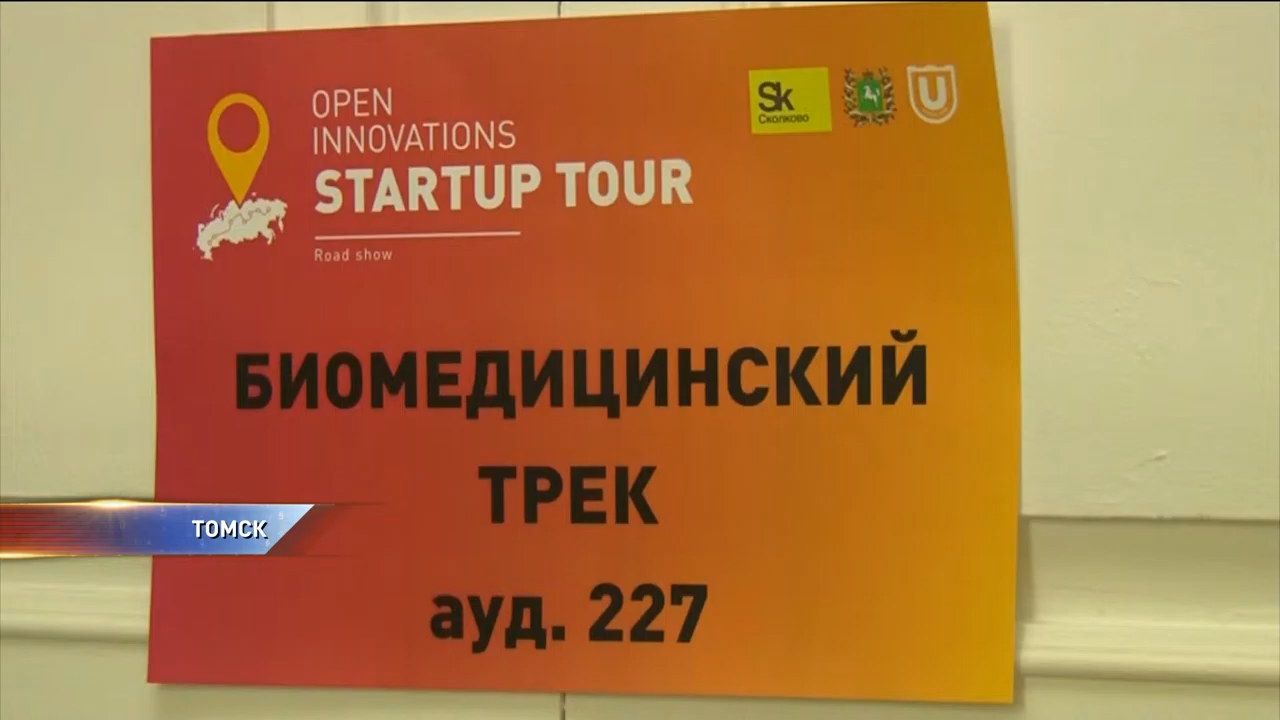 OPEN
INNOVATIONS
STARTUP TOUR
Road show
Sk
Сколково
U
БИОМЕДИЦИНСКИЙ
ТРЕК
ауд. 227
ТОМСК